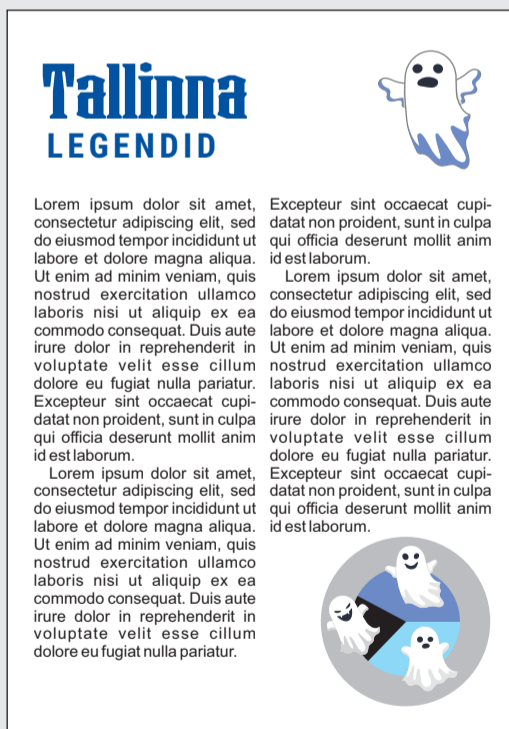 Tallinna
LEGENDID
Lorem ipsum dolor sit amet,
consectetur adipiscing elit, sed
do eiusmod tempor incididunt ut
labore et dolore magna aliqua.
Ut enim ad minim veniam, quis
nostrud exercitation ullamco
laboris nisi ut aliquip ex ea
commodo consequat. Duis aute
irure dolor in reprehenderit in
voluptate velit esse cillum
dolore eu fugiat nulla pariatur.
Excepteur sint occaecat cupi-
datat non proident, sunt in culpa
qui officia deserunt mollit anim
id est laborum.
Lorem ipsum dolor sit amet,
consectetur adipiscing elit, sed
do eiusmod tempor incididunt ut
labore et dolore magna aliqua.
Ut enim ad minim veniam, quis
nostrud exercitation ullamco
laboris nisi ut aliquip ex ea
commodo consequat. Duis aute
irure dolor in reprehenderit in
voluptate velit esse cillum
dolore eu fugiat nulla pariatur.
Excepteur sint occaecat cupi-
datat non proident, sunt in culpa
qui officia deserunt mollit anim
id est laborum.
Lorem ipsum dolor sit amet,
consectetur adipiscing elit, sed
do eiusmod tempor incididunt ut
labore et dolore magna aliqua.
Ut enim ad minim veniam, quis
nostrud exercitation ullamco
laboris nisi ut aliquip ex ea
commodo consequat. Duis aute
irure dolor in reprehenderit in
voluptate velit esse cillum
dolore eu fugiat nulla pariatur.
Excepteur sint occaecat cupi-
datat non proident, sunt in culpa
qui officia deserunt mollit anim
id est laborum.